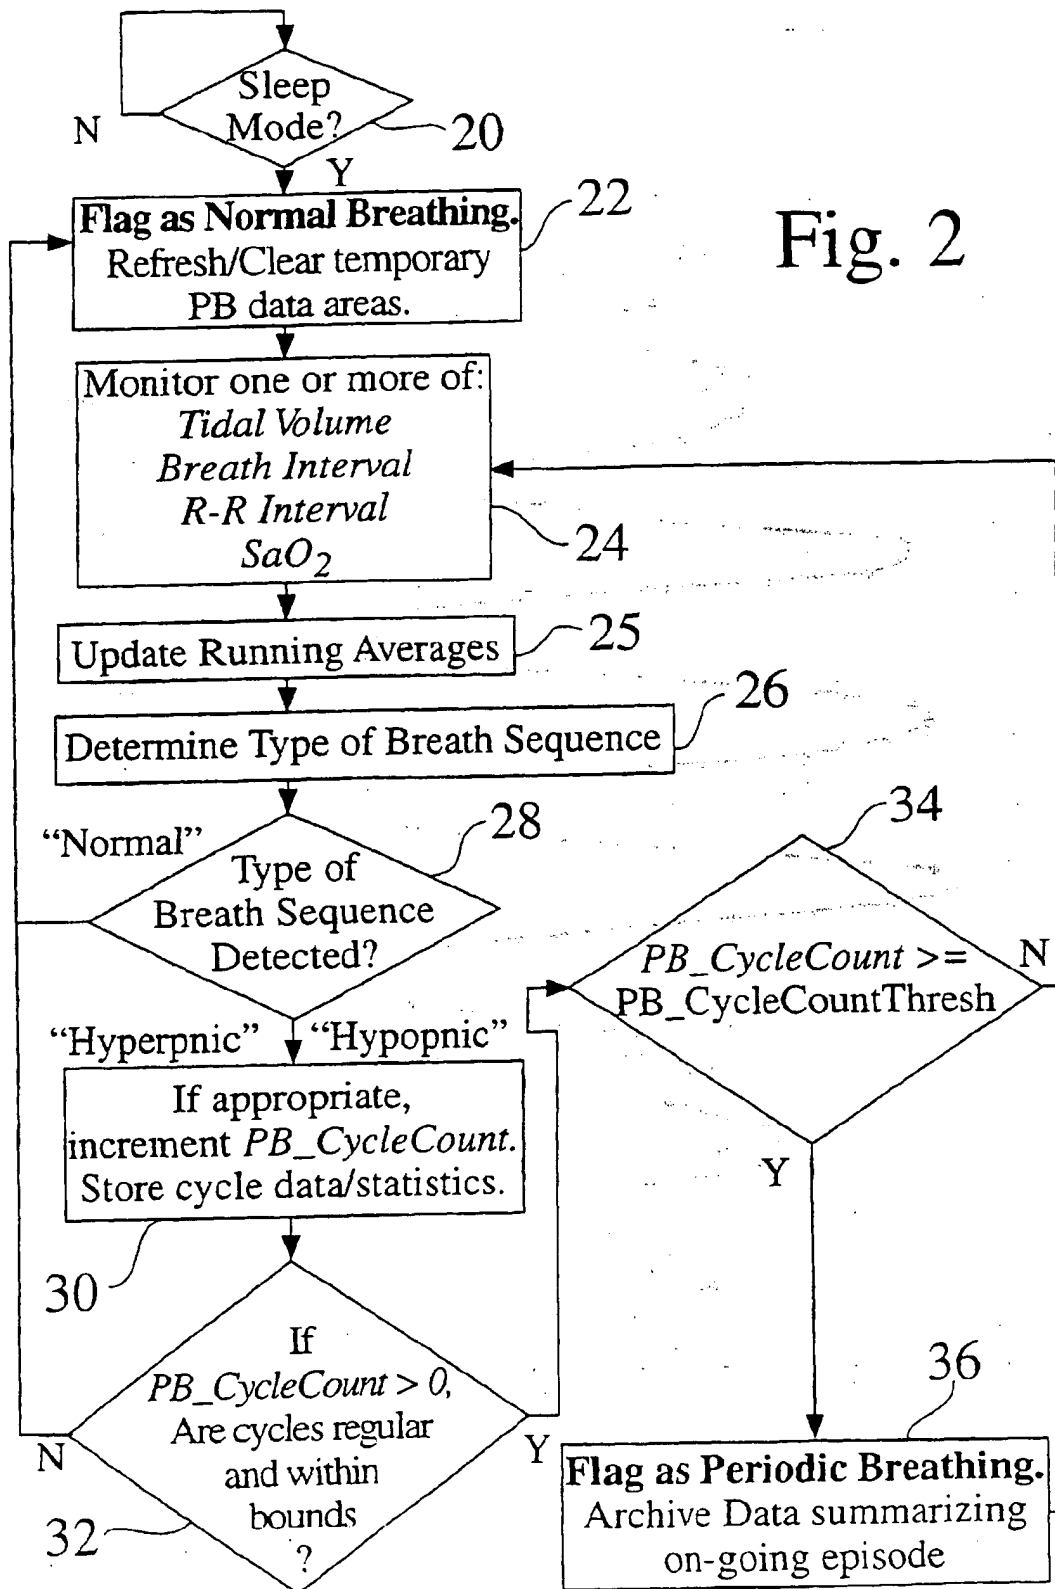 Sleep
Mode?
N
20
Y
Flag as Normal Breathing.
Refresh/Clear temporary
PB data areas.
22
Fig. 2
Monitor one or more of:
Tidal Volume
Breath Interval
R-R Interval
SaO2
24
Update Running Averages
25
Determine Type of Breath Sequence
26
"Normal"
28
Type of
Breath Sequence
Detected?
"Hyperpnic"
"Hypopnic"
If appropriate,
increment PB_CycleCount.
Store cycle data/statistics.
30
If
PB_CycleCount > 0,
Are cycles regular
and within
bounds
?
N
Y
32
34
PB_CycleCount >=
PB_CycleCountThresh
N
Y
36
Flag as Periodic Breathing.
Archive Data summarizing
on-going episode